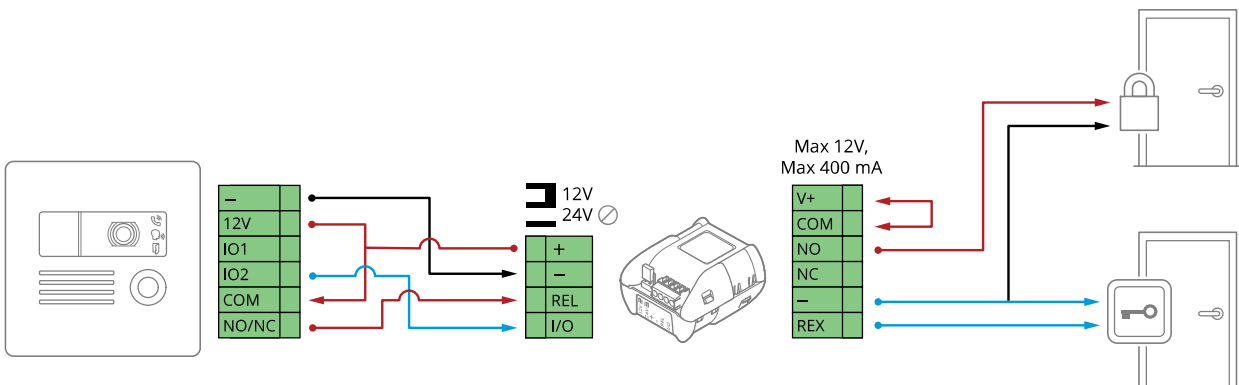 –
12V
IO1
IO2
COM
NO/NC
12V
24V
+
–
REL
I/O
Max 12V,
Max 400 mA
V+
COM
NO
NC
–
REX